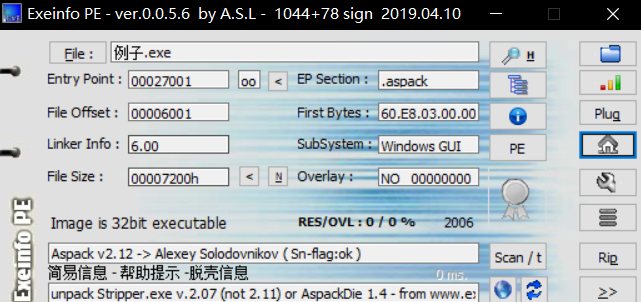 Exeinfo PE - ver.0.0.5.6 by A.S.L - 1044+78 sign 2019.04.10
File : 例子.exe H
Entry Point : 00027001 oo < EP Section : .aspack
File Offset : 00006001 First Bytes : 60.E8.03.00.00 Plug
Linker Info : 6.00 SubSystem : Windows GUI PE
File Size : 00007200h < N Overlay : NO 00000000
Image is 32bit executable RES/OVL : 0 / 0 % 2006
Exeinfo PE
Aspack v2.12 -> Alexey Solodovnikov ( Sn-flag:ok ) Scan / t Rip
简易信息 - 帮助提示 -脱壳信息 0 ms.
unpack Stripper.exe v.2.07 (not 2.11) or AspackDie 1.4 - from www.ex >>